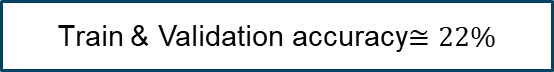 Train & Validation accuracy≅ 22%